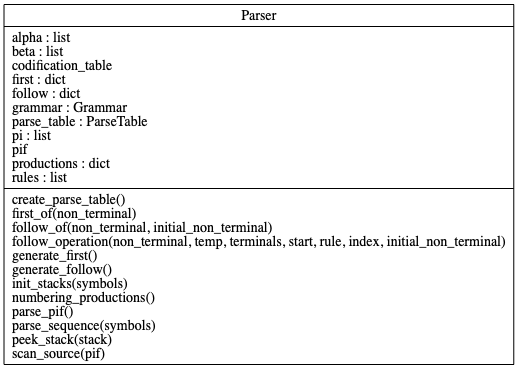 Parser
alpha : list
beta : list
codification_table
first : dict
follow : dict
grammar : Grammar
parse_table : ParseTable
pi : list
pif
productions : dict
rules : list
create_parse_table()
first_of(non_terminal)
follow_of(non_terminal, initial_non_terminal)
follow_operation(non_terminal, temp, terminals, start, rule, index, initial_non_terminal)
generate_first()
generate_follow()
init_stacks(symbols)
numbering_productions()
parse_pif()
parse_sequence(symbols)
peek_stack(stack)
scan_source(pif)